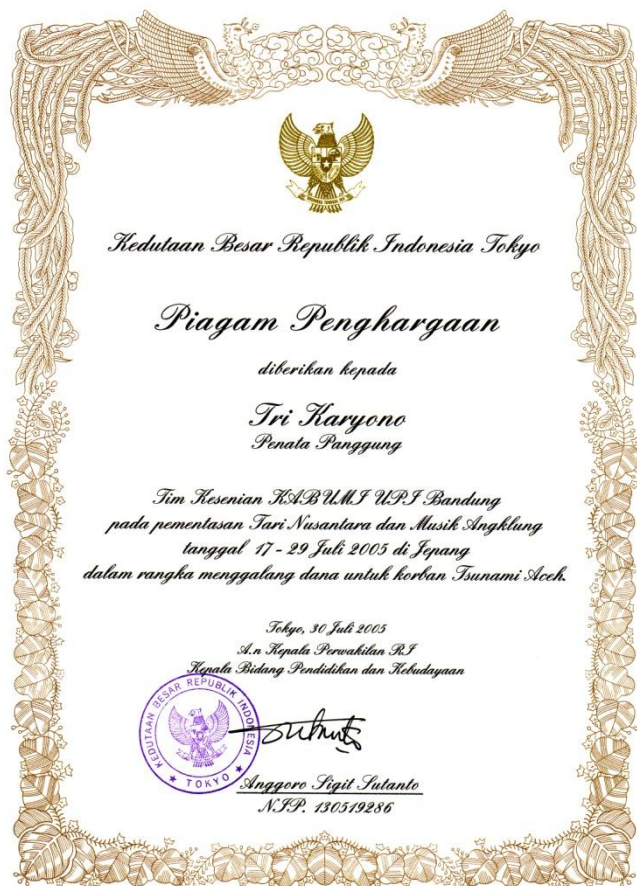 Kedutaan Besar Republik Indonesia Tokyo
Piagam Penghargaan
diberikan kepada
Tri Karyono
Penata Panggung
Tim Kesenian KABUMI UPI Bandung
pada pementasan Tari Nusantara dan Musik Angklung
tanggal 17 - 29 Juli 2005 di Jepang
dalam rangka menggalang dana untuk korban Tsunami Aceh.
Tokyo, 30 Juli 2005
A.n Kepala Perwakilan RI
Kepala Bidang Pendidikan dan Kebudayaan
KEDUTAAN BESAR REPUBLIK INDONESIA
TOKYO
Anggoro Sigit Sutanto
N.I.P. 130519286